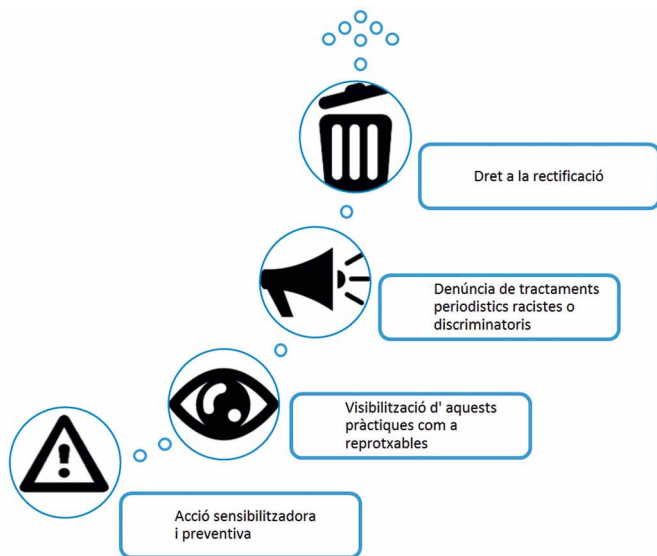 Dret a la rectificació
Denúncia de tractaments
periodistics racistes o
discriminatoris
Visibilització d' aquests
pràctiques com a
reprotxables
Acció sensibilitzadora
i preventiva